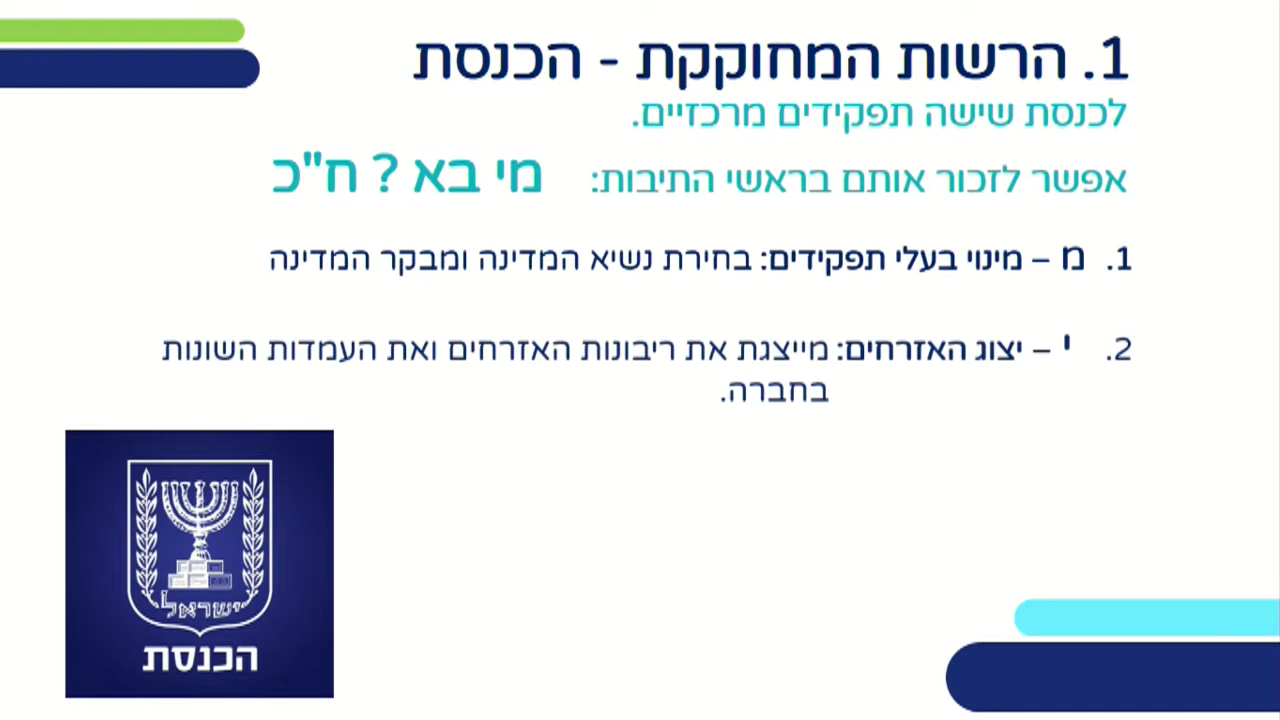 1. הרשות המחוקקת - הכנסת
לכנסת שישה תפקידים מרכזיים.
אפשר לזכור אותם בראשי התיבות: מי בא ? ח"כ
1. מ – מינוי בעלי תפקידים: בחירת נשיא המדינה ומבקר המדינה
2. י – יצוג האזרחים: מייצגת את ריבונות האזרחים ואת העמדות השונות
בחברה.
ישראל
הכנסת